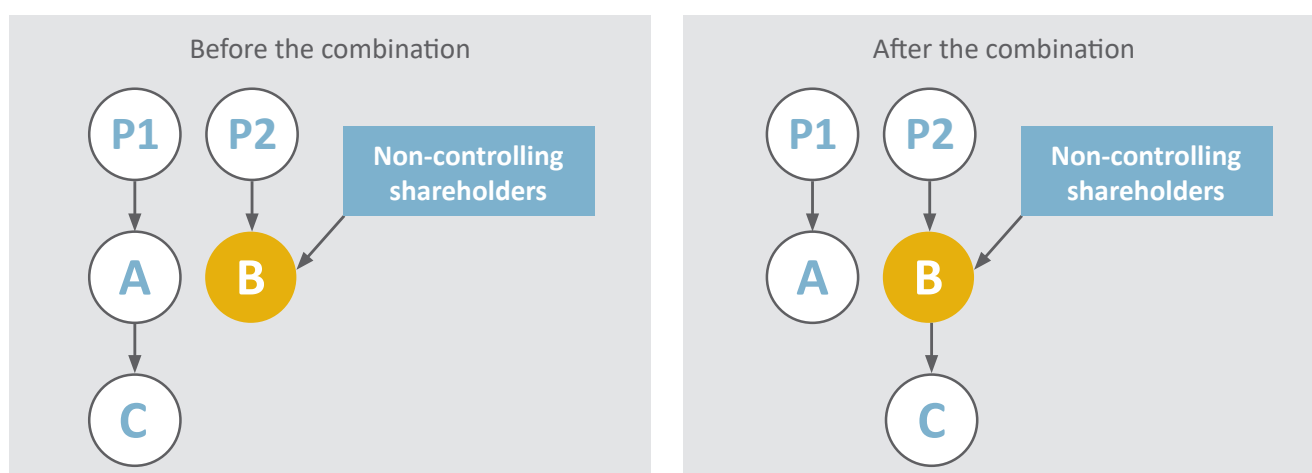 Before the combination
P1
P2
Non-controlling
shareholders
A
B
C
After the combination
P1
P2
Non-controlling
shareholders
A
B
C